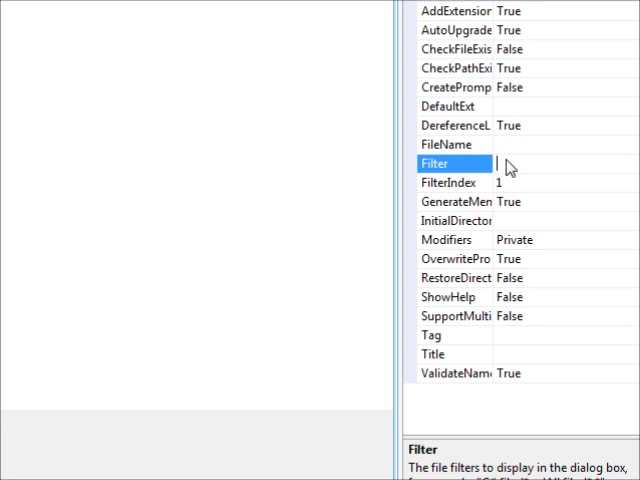 AddExtension True
AutoUpgrade True
CheckFileExis False
CheckPathExi True
CreatePromp False
DefaultExt
DereferenceL True
FileName
Filter
FilterIndex 1
GenerateMen True
InitialDirector
Modifiers Private
OverwritePro True
RestoreDirect False
ShowHelp False
SupportMulti False
Tag
Title
ValidateNam True
Filter
The file filters to display in the dialog box,